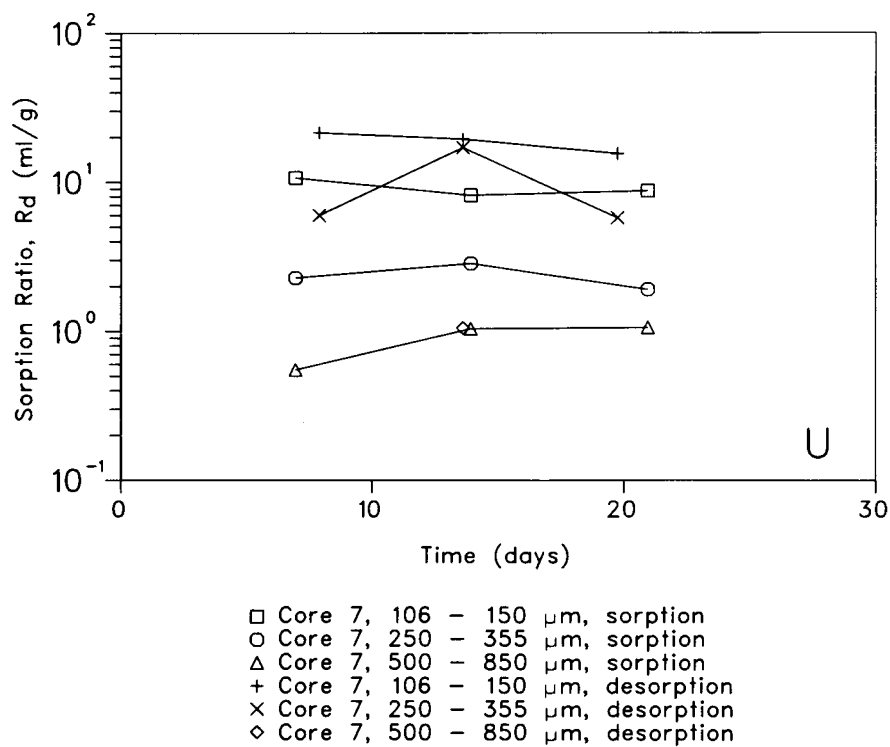 10²
10¹
10⁰
10⁻¹
Sorption Ratio, Rd (ml/g)
U
0 10 20 30
Time (days)
□ Core 7, 106 – 150 μm, sorption
○ Core 7, 250 – 355 μm, sorption
△ Core 7, 500 – 850 μm, sorption
+ Core 7, 106 – 150 μm, desorption
× Core 7, 250 – 355 μm, desorption
◇ Core 7, 500 – 850 μm, desorption